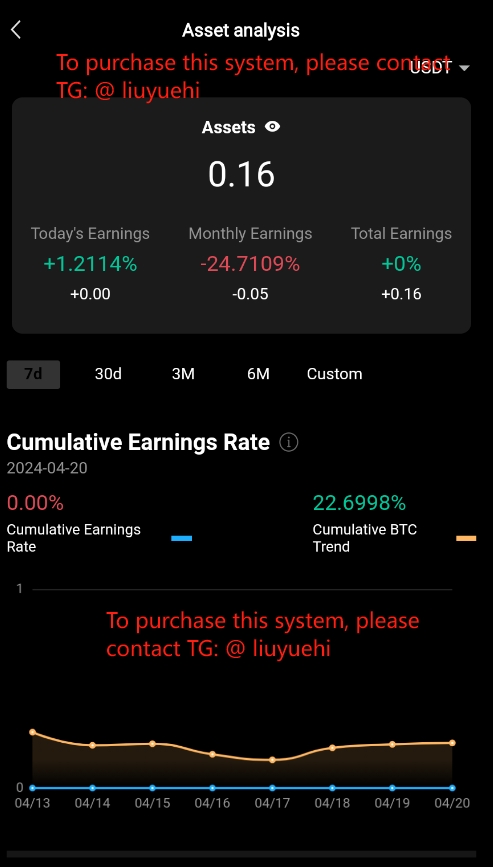 Asset analysis
To purchase this system, please contact
USDT
TG: @ liuyuehi
Assets
0.16
Today's Earnings Monthly Earnings Total Earnings
+1.2114% -24.7109% +0%
+0.00 -0.05 +0.16
7d 30d 3M 6M Custom
Cumulative Earnings Rate
2024-04-20
0.00% 22.6998%
Cumulative Earnings Cumulative BTC
Rate Trend
1
To purchase this system, please
contact TG: @ liuyuehi
0
04/13 04/14 04/15 04/16 04/17 04/18 04/19 04/20